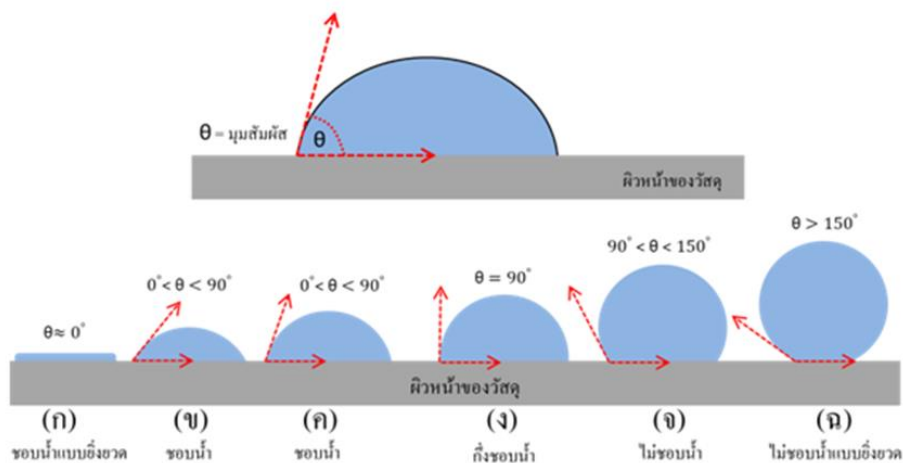 θ = มุมสัมผัส
θ
ผิวหน้าของวัสดุ
θ≈ 0°
0°< θ < 90°
0°< θ < 90°
θ = 90°
90° < θ < 150°
θ > 150°
ผิวหน้าของวัสดุ
(ก) (ข) (ค) (ง) (จ) (ฉ)
ชอบน้ำแบบยิ่งยวด ชอบน้ำ ชอบน้ำ กึ่งชอบน้ำ ไม่ชอบน้ำ ไม่ชอบน้ำแบบยิ่งยวด